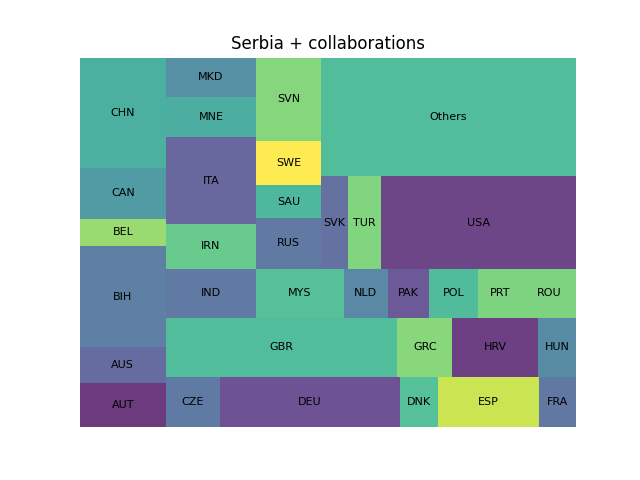 Serbia + collaborations
CHN
MKD
SVN
Others
MNE
SWE
ITA
CAN
SAU
SVK
TUR
USA
BEL
IRN
RUS
BIH
IND
MYS
NLD
PAK
POL
PRT
ROU
GBR
GRC
HRV
HUN
AUS
AUT
CZE
DEU
DNK
ESP
FRA